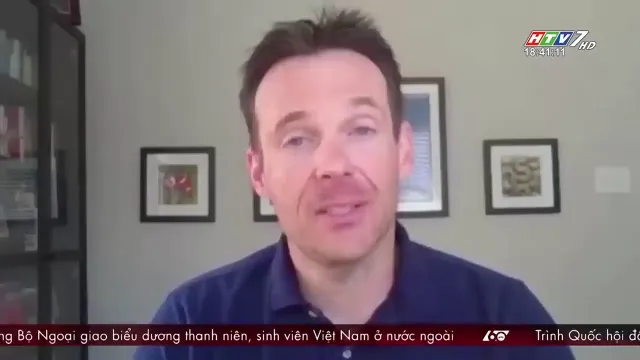 HTV7 HD
18:41:11
ng Bộ Ngoại giao biểu dương thanh niên, sinh viên Việt Nam ở nước ngoài 60 Trình Quốc hội